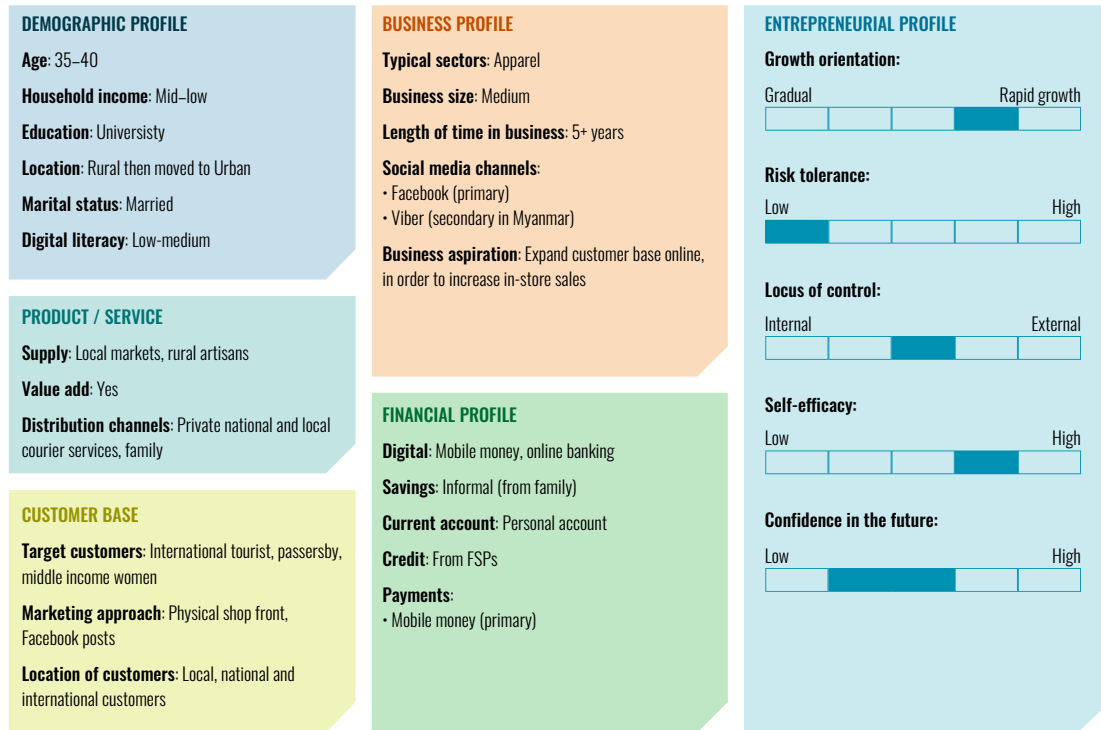 DEMOGRAPHIC PROFILE
Age: 35–40
Household income: Mid–low
Education: Universisty
Location: Rural then moved to Urban
Marital status: Married
Digital literacy: Low-medium
PRODUCT / SERVICE
Supply: Local markets, rural artisans
Value add: Yes
Distribution channels: Private national and local
courier services, family
CUSTOMER BASE
Target customers: International tourist, passersby,
middle income women
Marketing approach: Physical shop front,
Facebook posts
Location of customers: Local, national and
international customers
BUSINESS PROFILE
Typical sectors: Apparel
Business size: Medium
Length of time in business: 5+ years
Social media channels:
• Facebook (primary)
• Viber (secondary in Myanmar)
Business aspiration: Expand customer base online,
in order to increase in-store sales
FINANCIAL PROFILE
Digital: Mobile money, online banking
Savings: Informal (from family)
Current account: Personal account
Credit: From FSPs
Payments:
• Mobile money (primary)
ENTREPRENEURIAL PROFILE
Growth orientation:
Gradual Rapid growth
Risk tolerance:
Low High
Locus of control:
Internal External
Self-efficacy:
Low High
Confidence in the future:
Low High